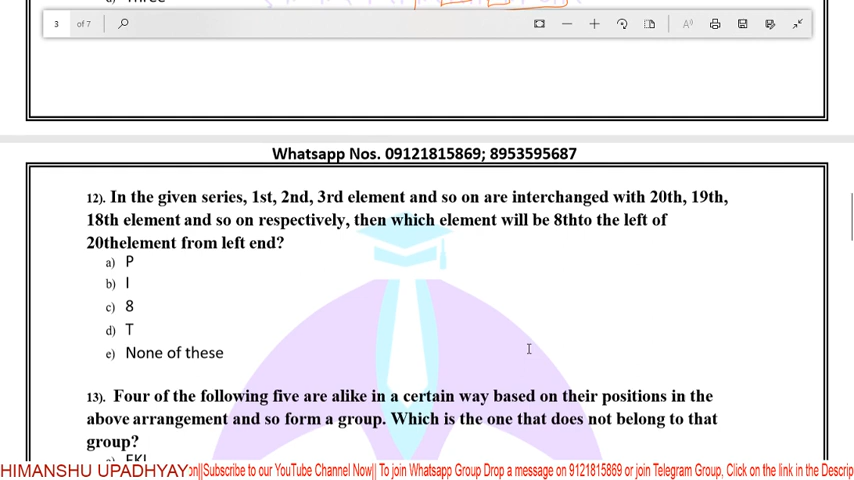 d) Three
3 of 7
Whatsapp Nos. 09121815869; 8953595687
12). In the given series, 1st, 2nd, 3rd element and so on are interchanged with 20th, 19th,
18th element and so on respectively, then which element will be 8thto the left of
20thelement from left end?
a) P
b) I
c) 8
d) T
e) None of these
13). Four of the following five are alike in a certain way based on their positions in the
above arrangement and so form a group. Which is the one that does not belong to that
group?
HIMANSHU UPADHYAY on||Subscribe to our YouTube Channel Now|| To join Whatsapp Group Drop a message on 9121815869 or join Telegram Group, Click on the link in the Descrip